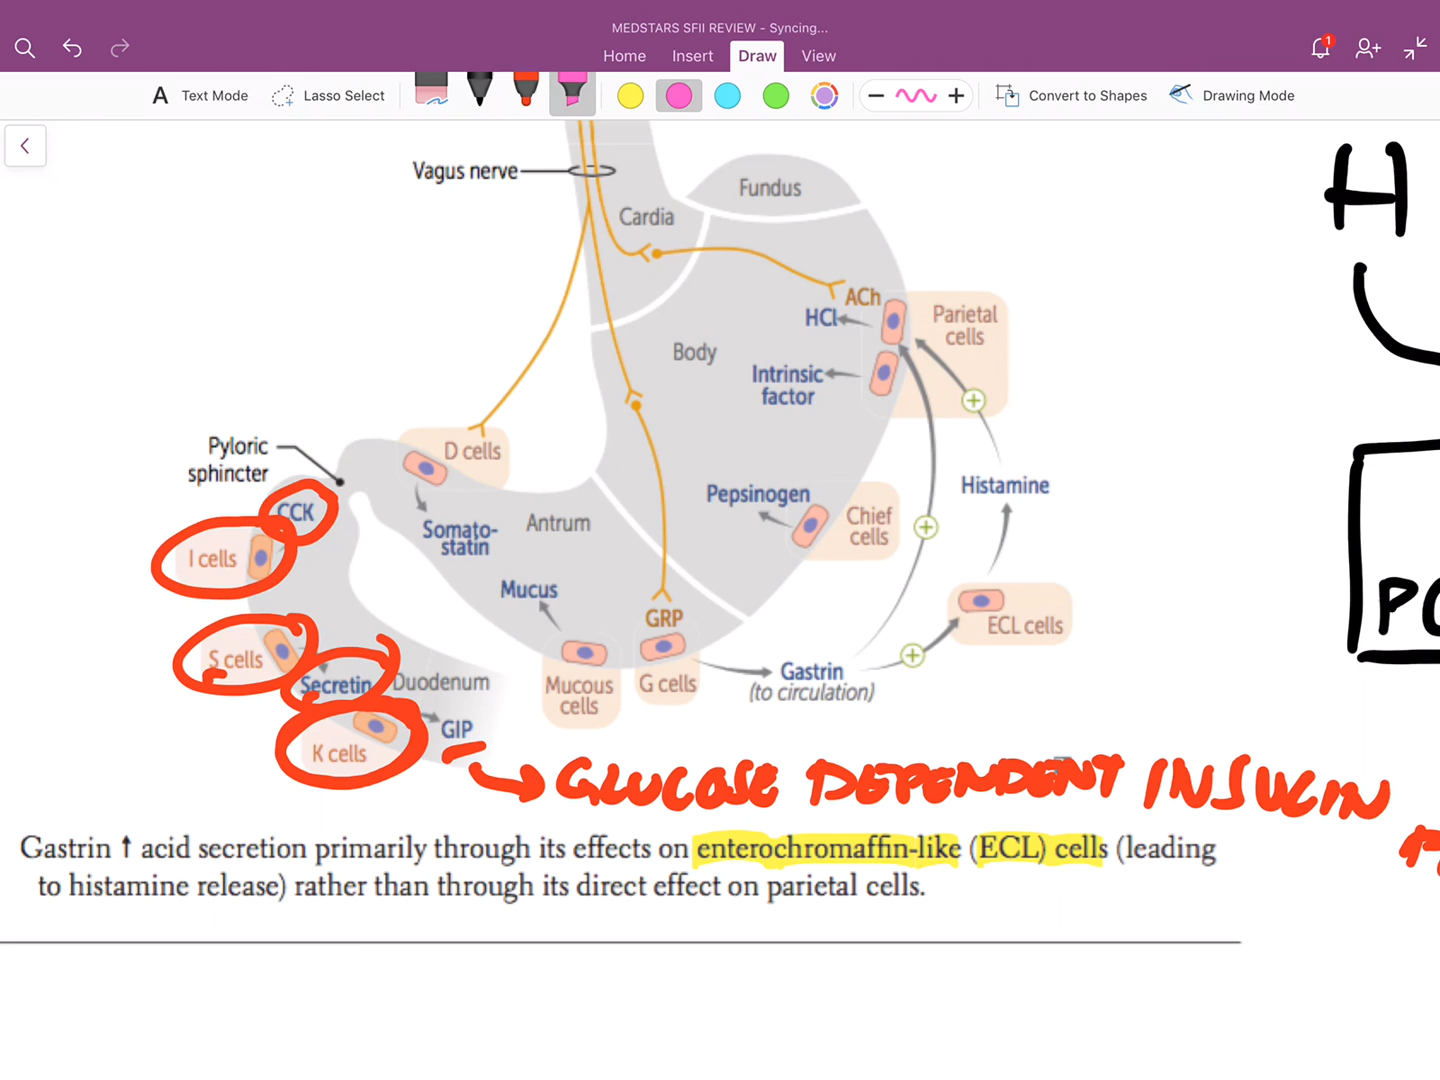 MEDSTARS SFII REVIEW - Syncing...
Home Insert Draw View
1
A Text Mode Lasso Select Convert to Shapes Drawing Mode
Vagus nerve
Fundus
Cardia
ACh
HCl
Parietal
cells
Body
Intrinsic
factor
Pyloric
sphincter
D cells
CCK
Somato-
statin
Antrum
Pepsinogen
Chief
cells
Histamine
I cells
Mucus
GRP
ECL cells
S cells
Secretin
Duodenum
Mucous
cells
G cells
Gastrin
(to circulation)
GIP
K cells
GLUCOSE DEPENDENT INSULIN
Gastrin ↑ acid secretion primarily through its effects on enterochromaffin-like (ECL) cells (leading
to histamine release) rather than through its direct effect on parietal cells.
H